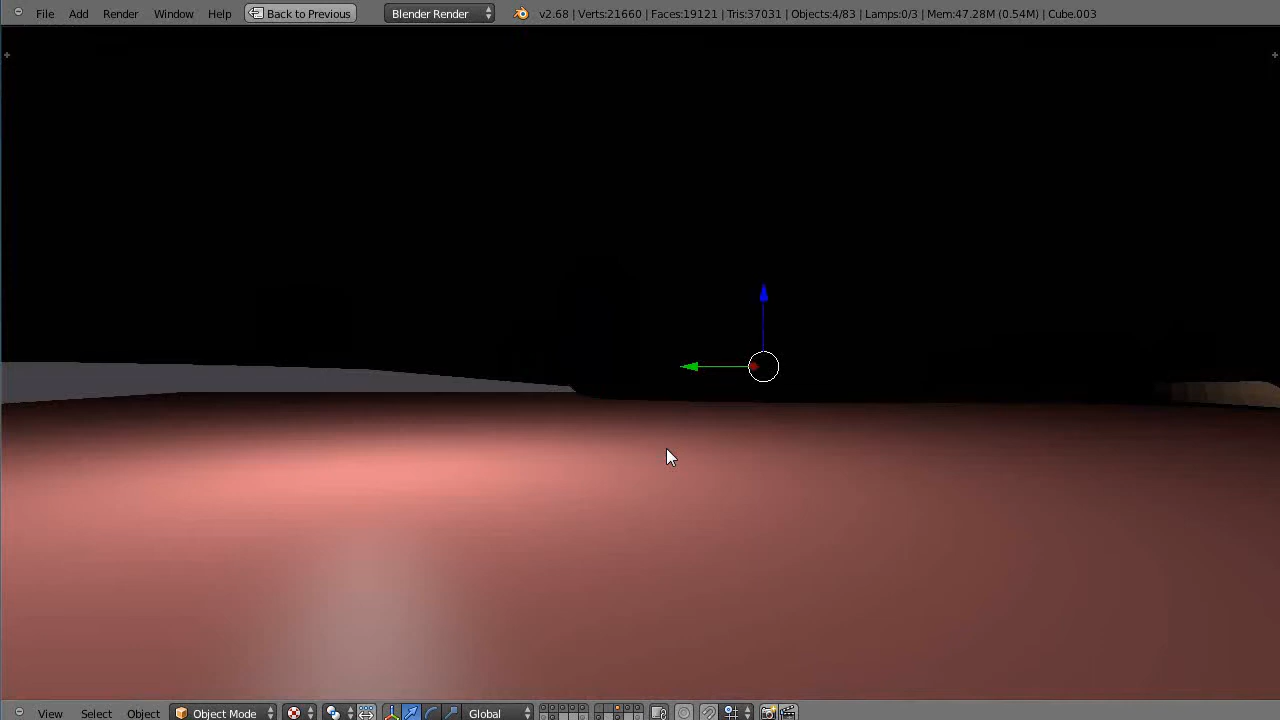 File Add Render Window Help Back to Previous Blender Render v2.68 | Verts:21660 | Faces:19121 | Tris:37031 | Objects:4/83 | Lamps:0/3 | Mem:47.28M (0.54M) | Cube.003
View Select Object Object Mode Global